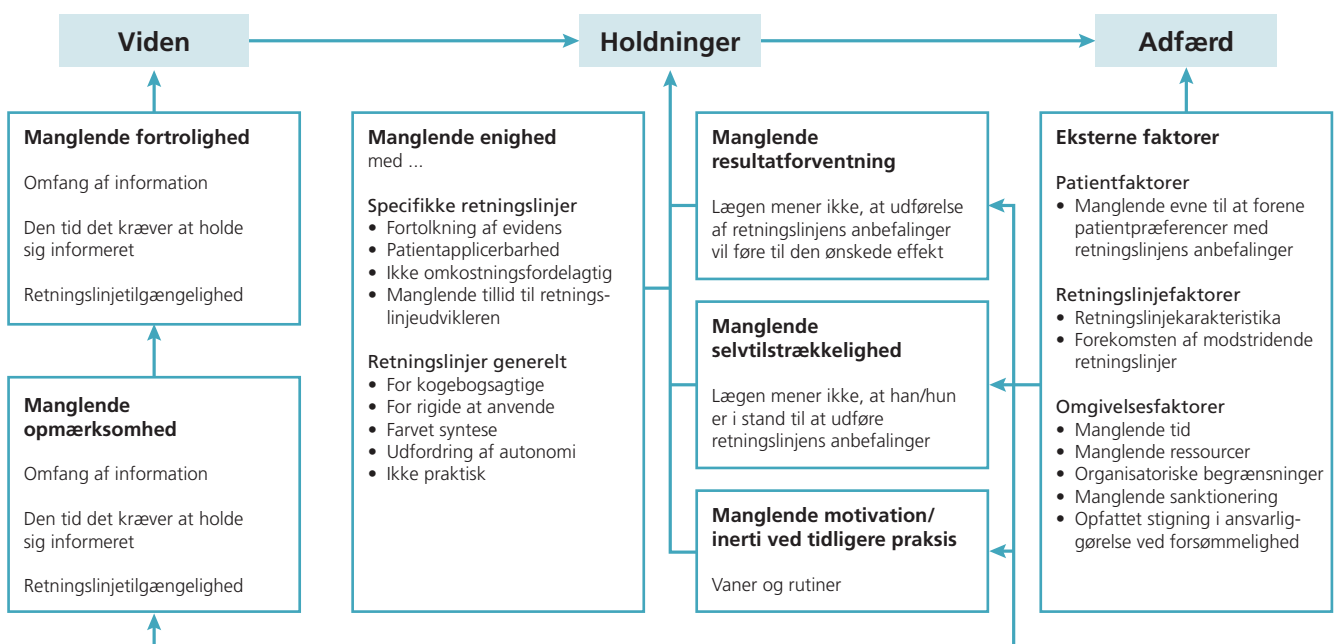 Viden
Holdninger
Adfærd
Manglende fortrolighed
Omfang af information
Den tid det kræver at holde
sig informeret
Retningslinjetilgængelighed
Manglende
opmærksomhed
Omfang af information
Den tid det kræver at holde
sig informeret
Retningslinjetilgængelighed
Manglende enighed
med ...
Specifikke retningslinjer
• Fortolkning af evidens
• Patientapplicerbarhed
• Ikke omkostningsfordelagtig
• Manglende tillid til retnings-
linjeudvikleren
Retningslinjer generelt
• For kogebogsagtige
• For rigide at anvende
• Farvet syntese
• Udfordring af autonomi
• Ikke praktisk
Manglende
resultatforventning
Lægen mener ikke, at udførelse
af retningslinjens anbefalinger
vil føre til den ønskede effekt
Manglende
selvtilstrækkelighed
Lægen mener ikke, at han/hun
er i stand til at udføre
retningslinjens anbefalinger
Manglende motivation/
inerti ved tidligere praksis
Vaner og rutiner
Eksterne faktorer
Patientfaktorer
• Manglende evne til at forene
patientpræferencer med
retningslinjens anbefalinger
Retningslinjefaktorer
• Retningslinjekarakteristika
• Forekomsten af modstridende
retningslinjer
Omgivelsesfaktorer
• Manglende tid
• Manglende ressourcer
• Organisatoriske begrænsninger
• Manglende sanktionering
• Opfattet stigning i ansvarlig-
gørelse ved forsømmelighed